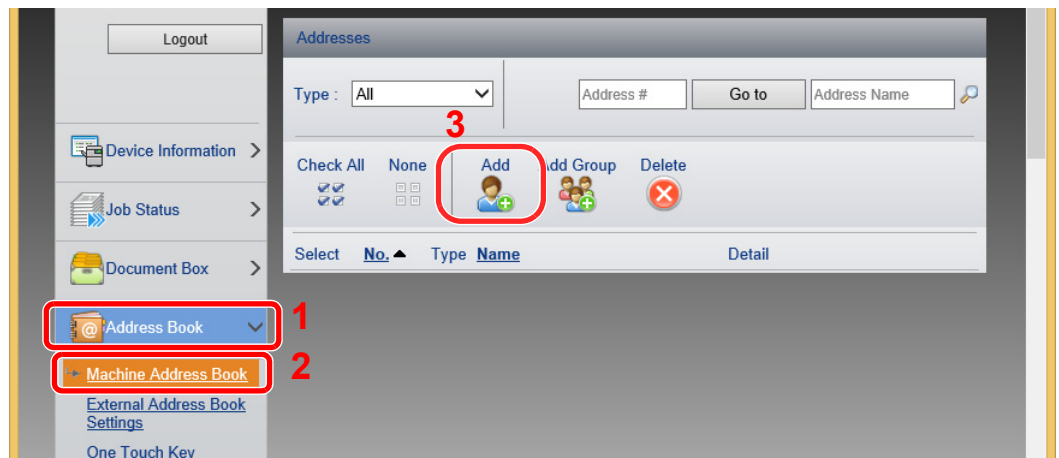 Logout
Addresses
Type : All
Address # Go to Address Name
3
Device Information
Check All None Add Add Group Delete
Job Status
Select No. Type Name Detail
Document Box
Address Book 1
Machine Address Book 2
External Address Book
Settings
One Touch Key